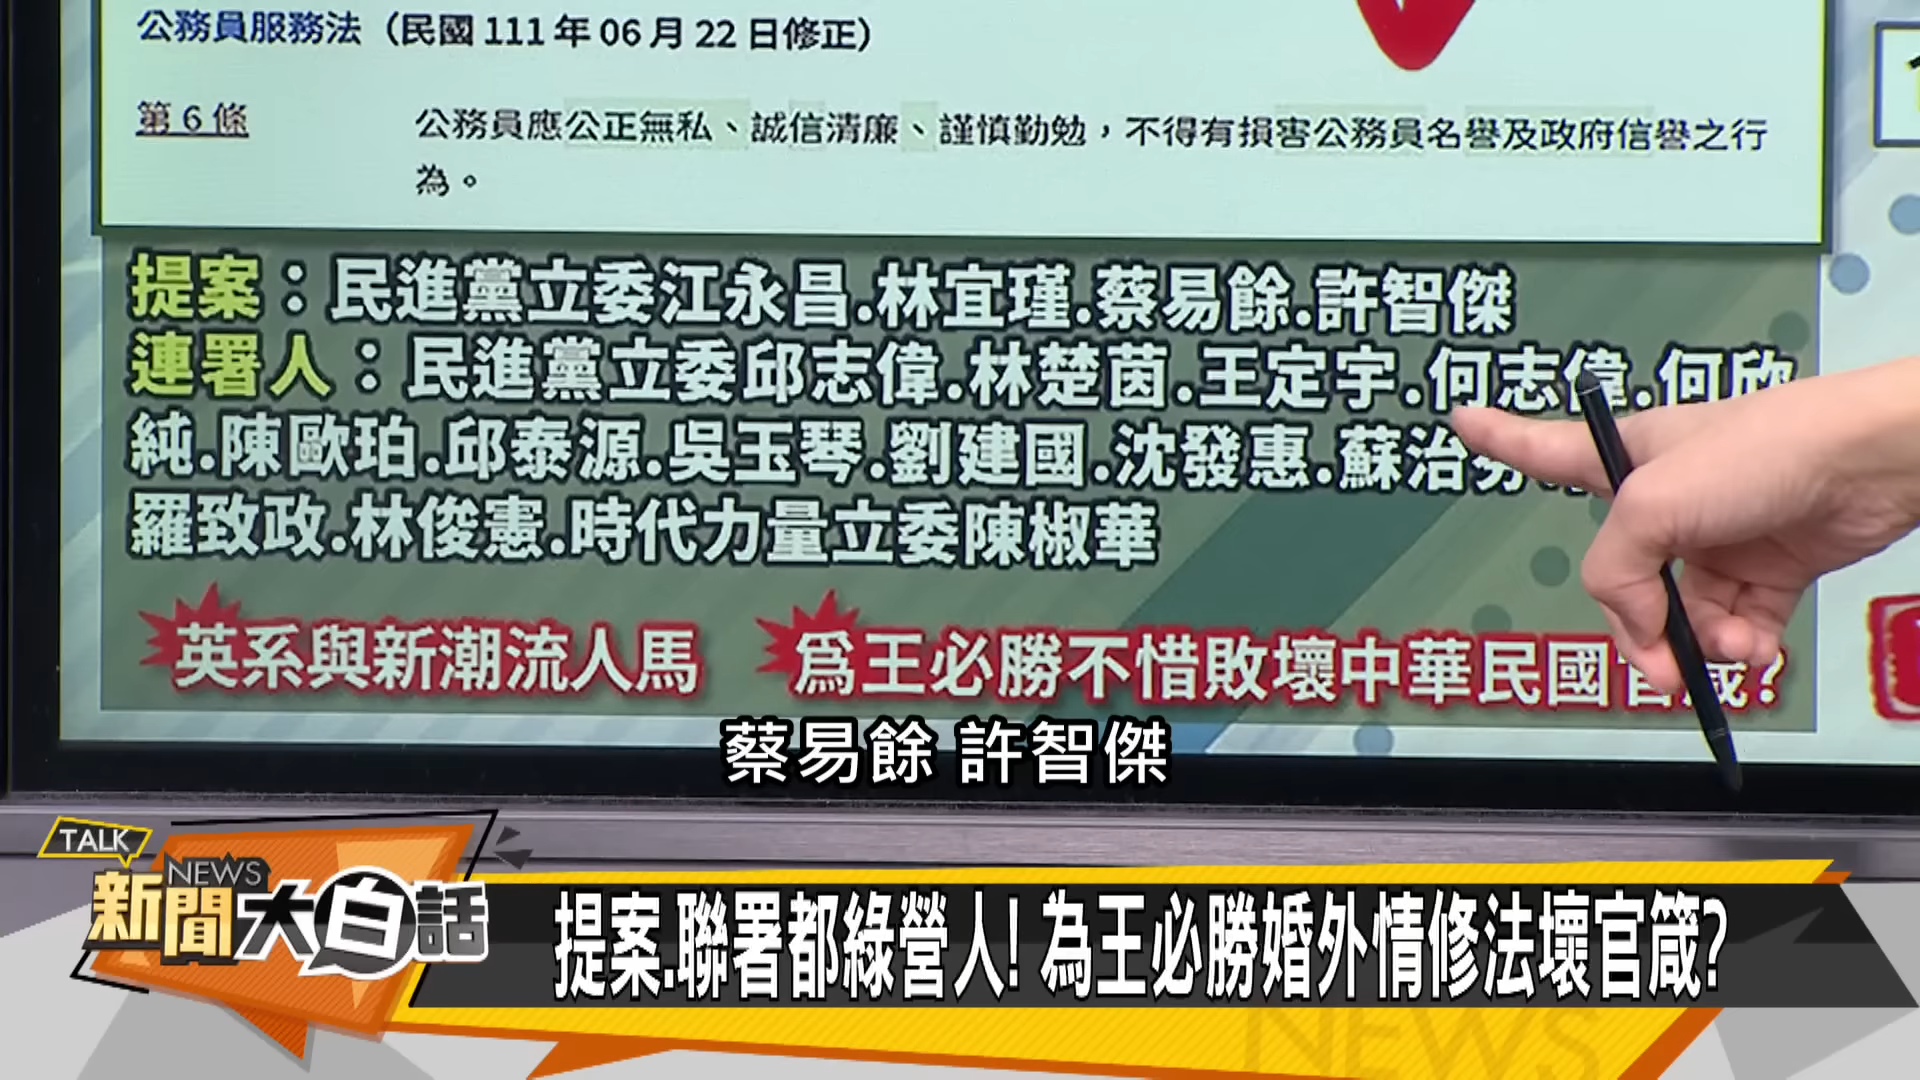 公務員服務法（民國 111 年 06 月 22 日修正）
第 6 條
公務員應公正無私、誠信清廉、謹慎勤勉，不得有損害公務員名譽及政府信譽之行
為。
提案：民進黨立委江永昌.林宜瑾.蔡易餘.許智傑
連署人：民進黨立委邱志偉.林楚茵.王定宇.何志偉.何欣
純.陳歐珀.邱泰源.吳玉琴.劉建國.沈發惠.蘇治芬.
羅致政.林俊憲.時代力量立委陳椒華
英系與新潮流人馬
為王必勝不惜敗壞中華民國官箴?
蔡易餘 許智傑
TALK
NEWS
新聞大白話
提案.聯署都綠營人! 為王必勝婚外情修法壞官箴?
NEWS